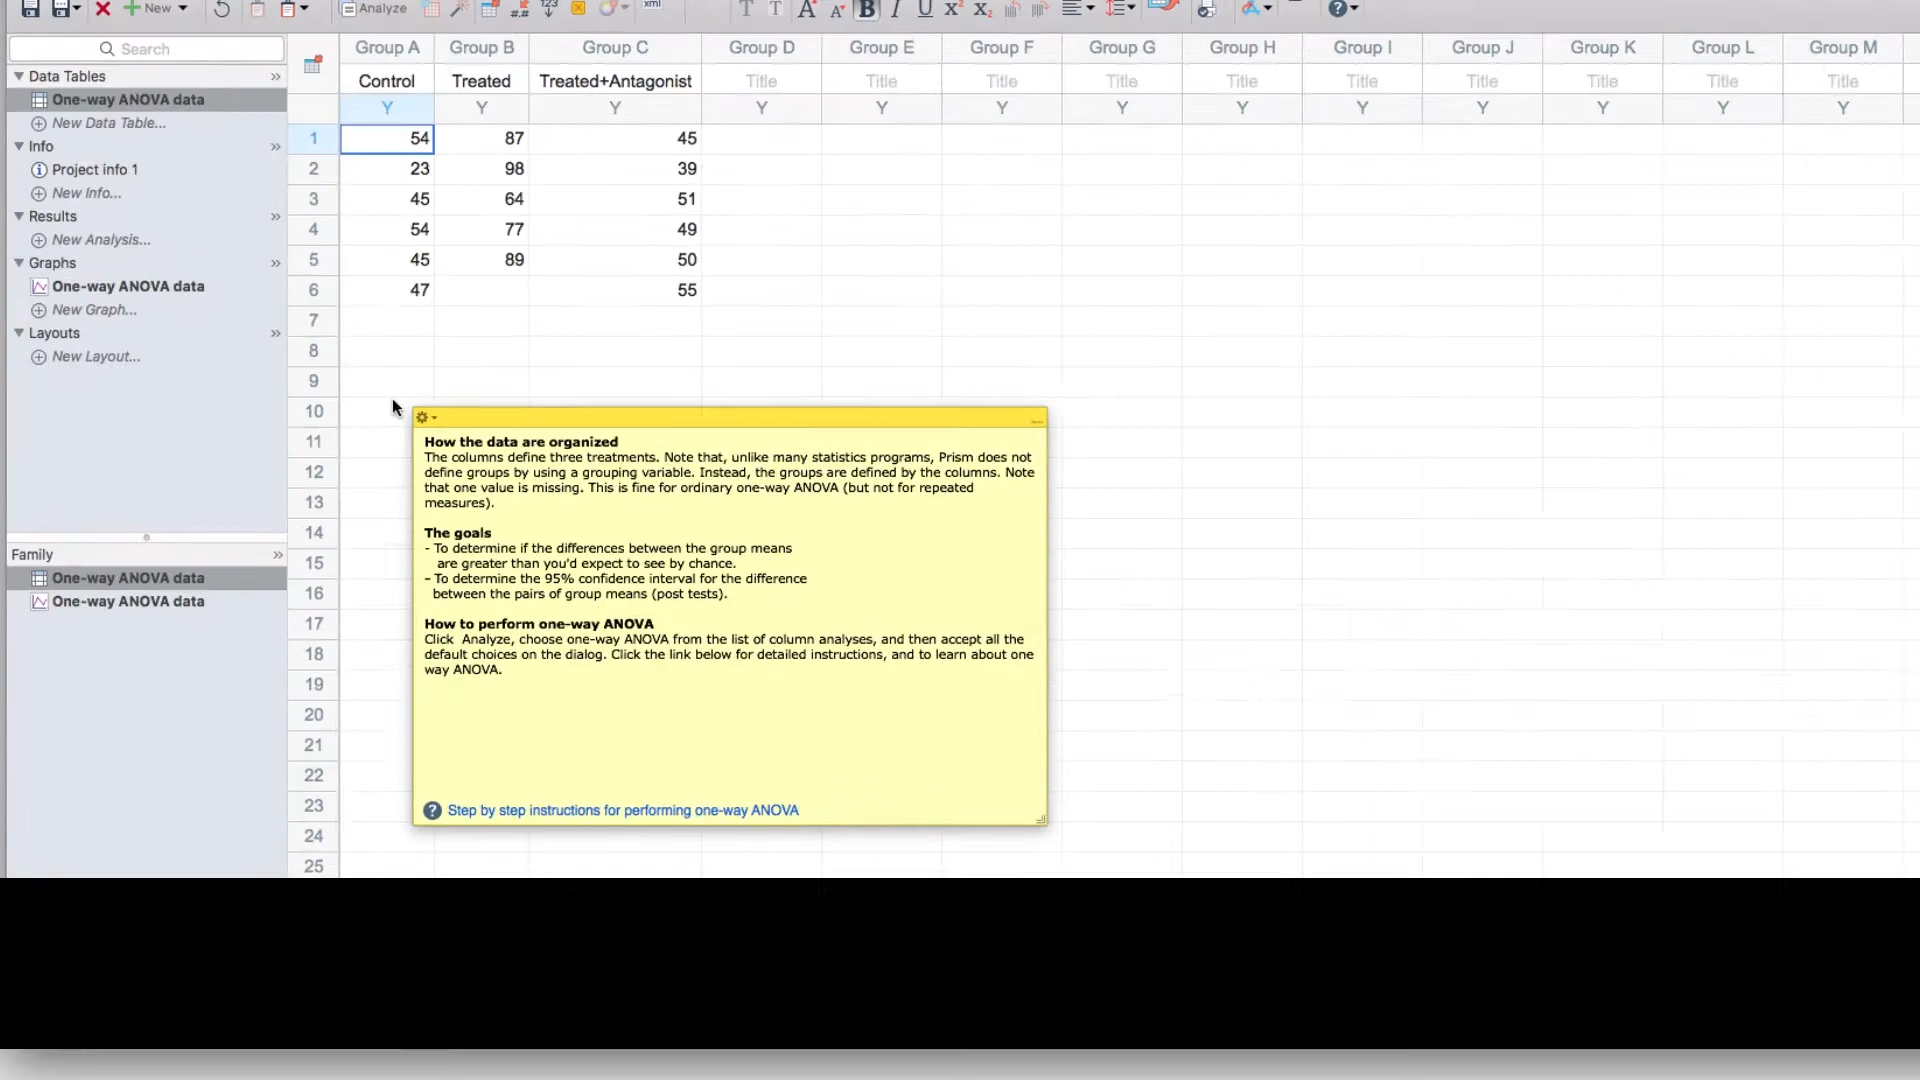 New Analyze xml T T A A B I U X² X₂
Search
Data Tables »
One-way ANOVA data
New Data Table...
Info »
Project info 1
New Info...
Results »
New Analysis...
Graphs »
One-way ANOVA data
New Graph...
Layouts »
New Layout...
Family »
One-way ANOVA data
One-way ANOVA data
Group A Group B Group C Group D Group E Group F Group G Group H Group I Group J Group K Group L Group M
Control Treated Treated+Antagonist Title Title Title Title Title Title Title Title Title Title
Y Y Y Y Y Y Y Y Y Y Y Y Y
1 54 87 45
2 23 98 39
3 45 64 51
4 54 77 49
5 45 89 50
6 47 55
7
8
9
10
11
12
13
14
15
16
17
18
19
20
21
22
23
24
25
How the data are organized
The columns define three treatments. Note that, unlike many statistics programs, Prism does not
define groups by using a grouping variable. Instead, the groups are defined by the columns. Note
that one value is missing. This is fine for ordinary one-way ANOVA (but not for repeated
measures).
The goals
- To determine if the differences between the group means
are greater than you'd expect to see by chance.
- To determine the 95% confidence interval for the difference
between the pairs of group means (post tests).
How to perform one-way ANOVA
Click Analyze, choose one-way ANOVA from the list of column analyses, and then accept all the
default choices on the dialog. Click the link below for detailed instructions, and to learn about one
way ANOVA.
? Step by step instructions for performing one-way ANOVA